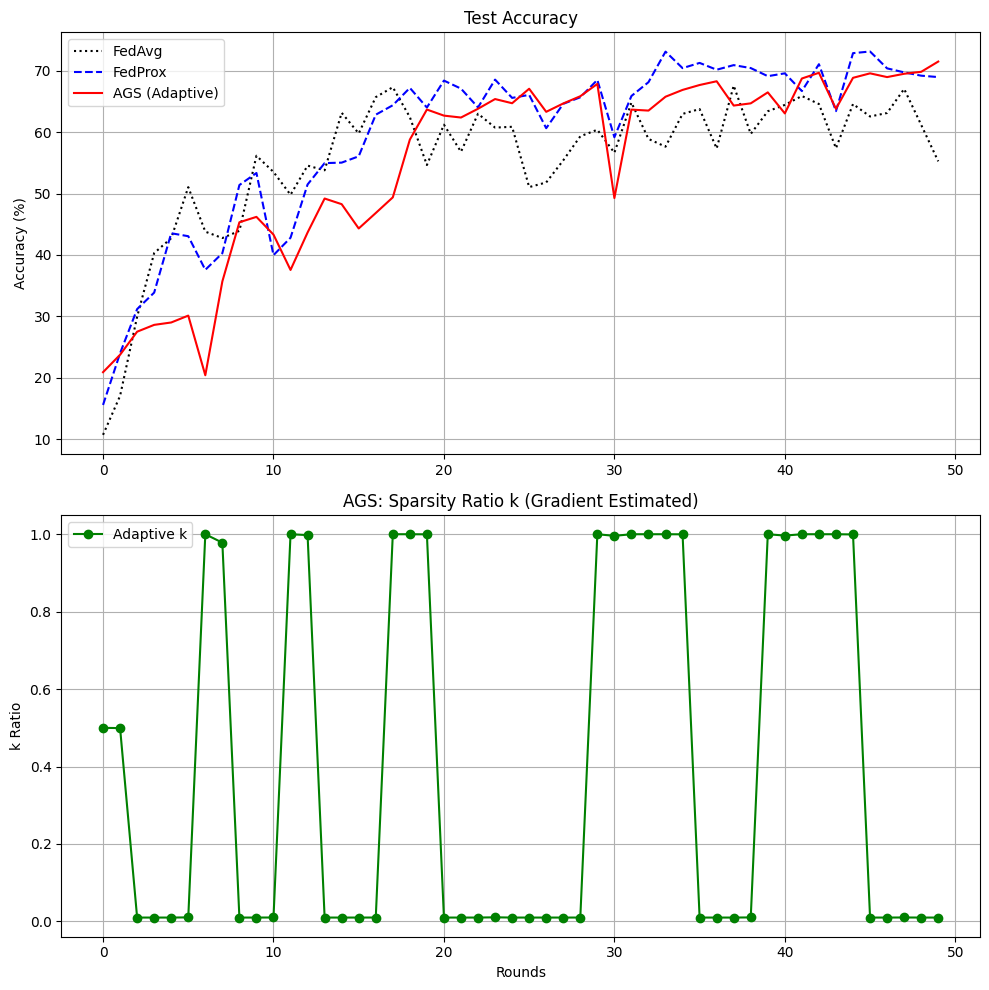 Test Accuracy
FedAvg
FedProx
AGS (Adaptive)
Accuracy (%)
70
60
50
40
30
20
10
0 10 20 30 40 50
AGS: Sparsity Ratio k (Gradient Estimated)
Adaptive k
k Ratio
1.0
0.8
0.6
0.4
0.2
0.0
0 10 20 30 40 50
Rounds